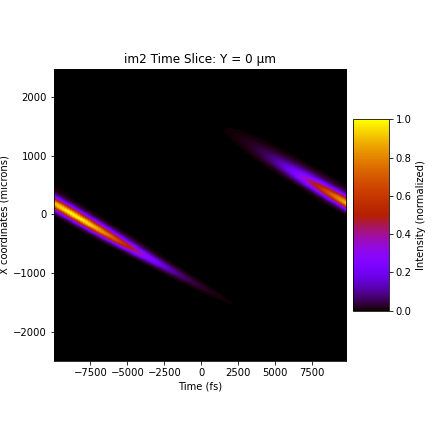 im2 Time Slice: Y = 0 μm
X coordinates (microns)
2000
1000
0
−1000
−2000
−7500 −5000 −2500 0 2500 5000 7500
Time (fs)
1.0
0.8
0.6
0.4
0.2
0.0
Intensity (normalized)